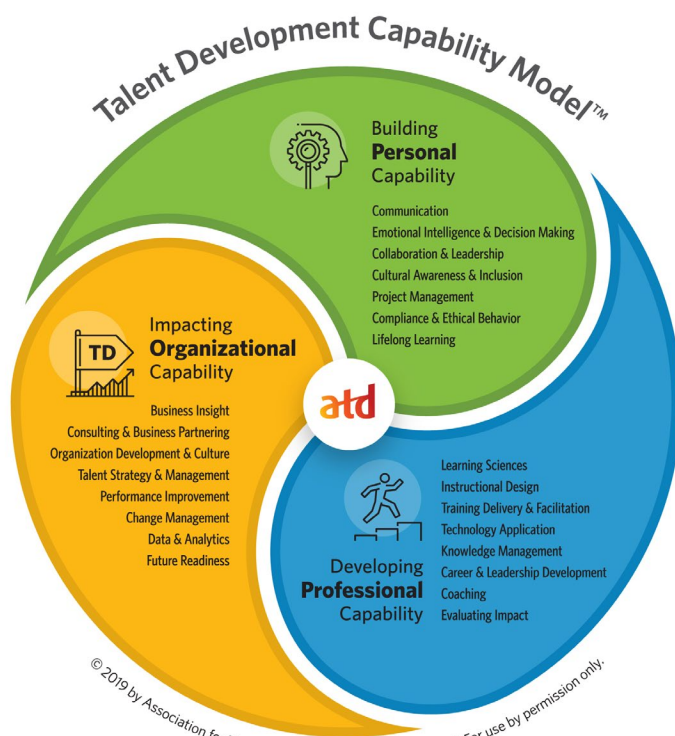 Talent Development Capability Model™
Building
Personal
Capability
Communication
Emotional Intelligence & Decision Making
Collaboration & Leadership
Cultural Awareness & Inclusion
Project Management
Compliance & Ethical Behavior
Lifelong Learning
TD
Impacting
Organizational
Capability
Business Insight
Consulting & Business Partnering
Organization Development & Culture
Talent Strategy & Management
Performance Improvement
Change Management
Data & Analytics
Future Readiness
atd
Developing
Professional
Capability
Learning Sciences
Instructional Design
Training Delivery & Facilitation
Technology Application
Knowledge Management
Career & Leadership Development
Coaching
Evaluating Impact
© 2019 by Association For use by permission only.